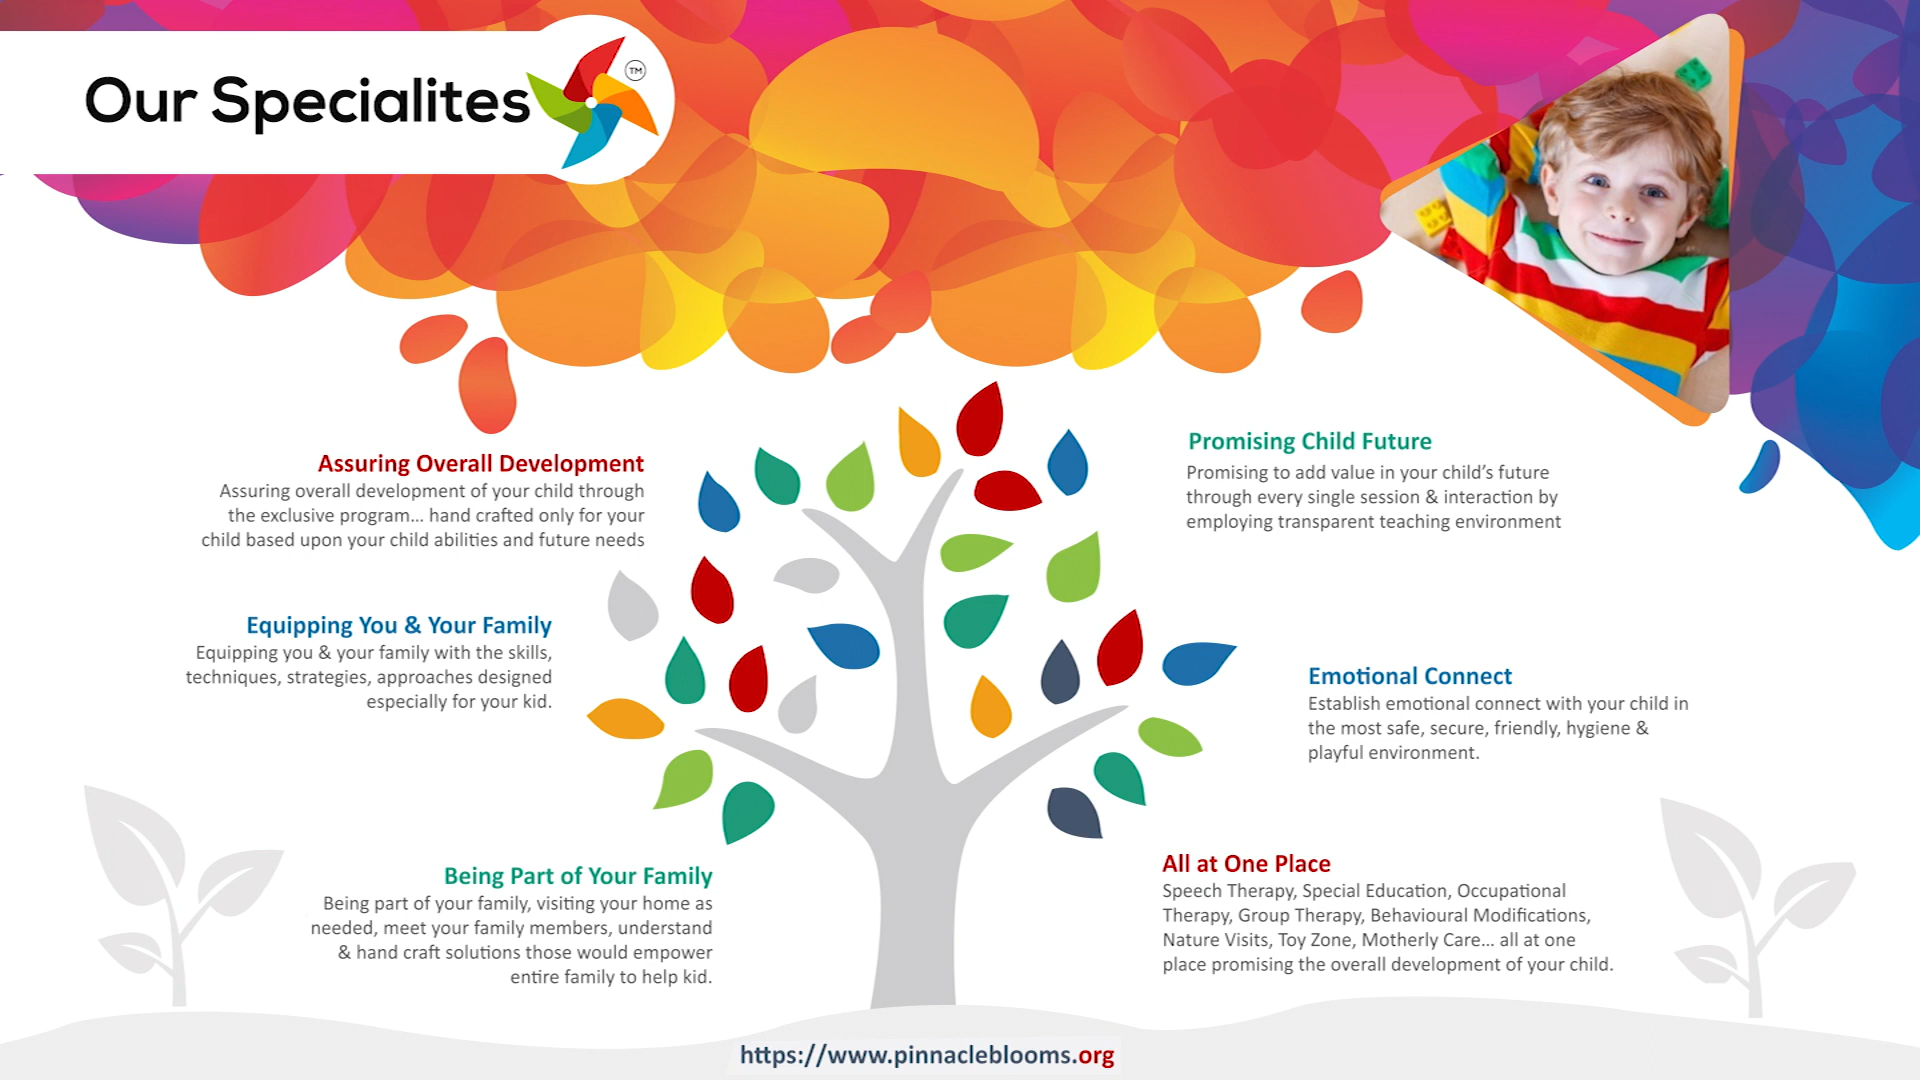 Our Specialites
TM
Assuring Overall Development
Assuring overall development of your child through
the exclusive program... hand crafted only for your
child based upon your child abilities and future needs
Equipping You & Your Family
Equipping you & your family with the skills,
techniques, strategies, approaches designed
especially for your kid.
Being Part of Your Family
Being part of your family, visiting your home as
needed, meet your family members, understand
& hand craft solutions those would empower
entire family to help kid.
Promising Child Future
Promising to add value in your child's future
through every single session & interaction by
employing transparent teaching environment
Emotional Connect
Establish emotional connect with your child in
the most safe, secure, friendly, hygiene &
playful environment.
All at One Place
Speech Therapy, Special Education, Occupational
Therapy, Group Therapy, Behavioural Modifications,
Nature Visits, Toy Zone, Motherly Care... all at one
place promising the overall development of your child.
https://www.pinnacleblooms.org